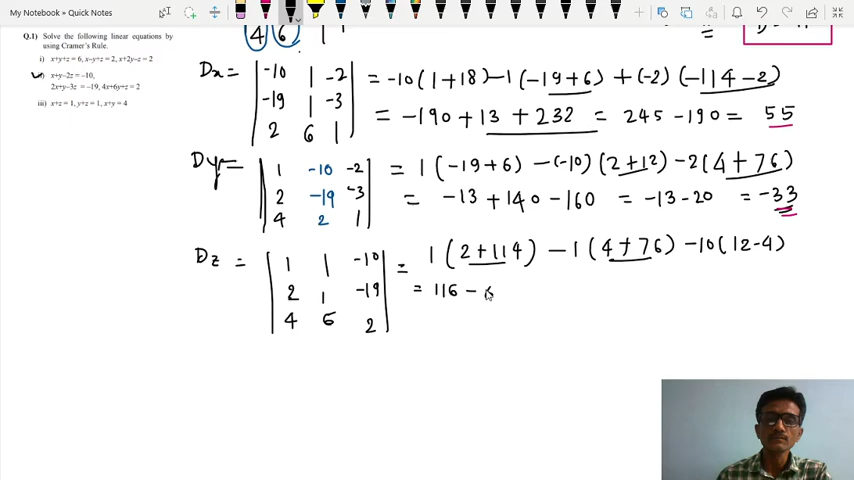 My Notebook » Quick Notes
Q.1) Solve the following linear equations by
using Cramer's Rule.
i) x+y+z = 6, x–y+z = 2, x+2y–z = 2
x+y–2z = –10,
2x+y–3z = –19, 4x+6y+z = 2
iii) x+z = 1, y+z = 1, x+y = 4
4 6 1
Dx = | -10 1 -2 | = -10(1+18) -1(-19+6) +(-2)(-114-2)
| -19 1 -3 | = -190 + 13 + 232 = 245 - 190 = 55
| 2 6 1 |
Dy = | 1 -10 -2 | = 1(-19+6) -(-10)(2+12) -2(4+76)
| 2 -19 -3 | = -13 + 140 - 160 = -13 - 20 = -33
| 4 2 1 |
Dz = | 1 1 -10 | = 1(2+114) - 1(4+76) -10(12-4)
| 2 1 -19 | = 116 -
| 4 6 2 |